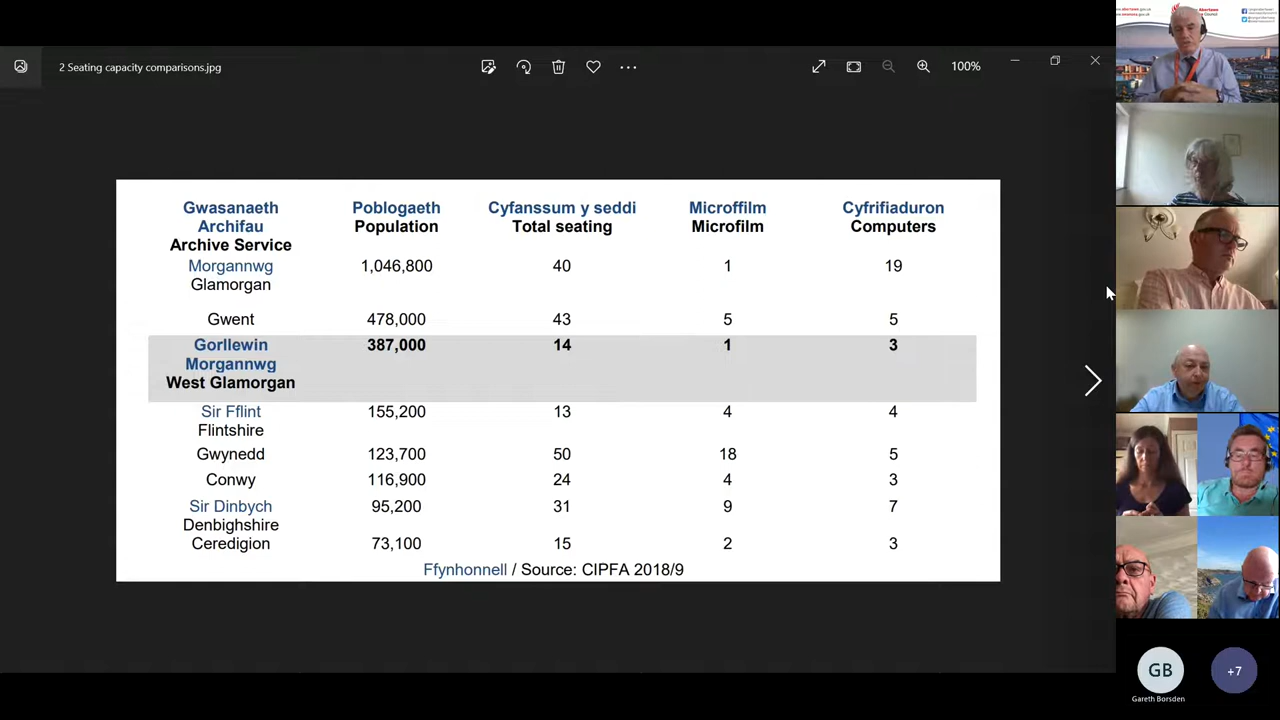 2 Seating capacity comparisons.jpg
100%
Gwasanaeth Poblogaeth Cyfanssum y seddi Microffilm Cyfrifiaduron
Archifau Population Total seating Microfilm Computers
Archive Service
Morgannwg 1,046,800 40 1 19
Glamorgan
Gwent 478,000 43 5 5
Gorllewin 387,000 14 1 3
Morgannwg
West Glamorgan
Sir Fflint 155,200 13 4 4
Flintshire
Gwynedd 123,700 50 18 5
Conwy 116,900 24 4 3
Sir Dinbych 95,200 31 9 7
Denbighshire
Ceredigion 73,100 15 2 3
Ffynhonnell / Source: CIPFA 2018/9
GB
+7
Gareth Borsden